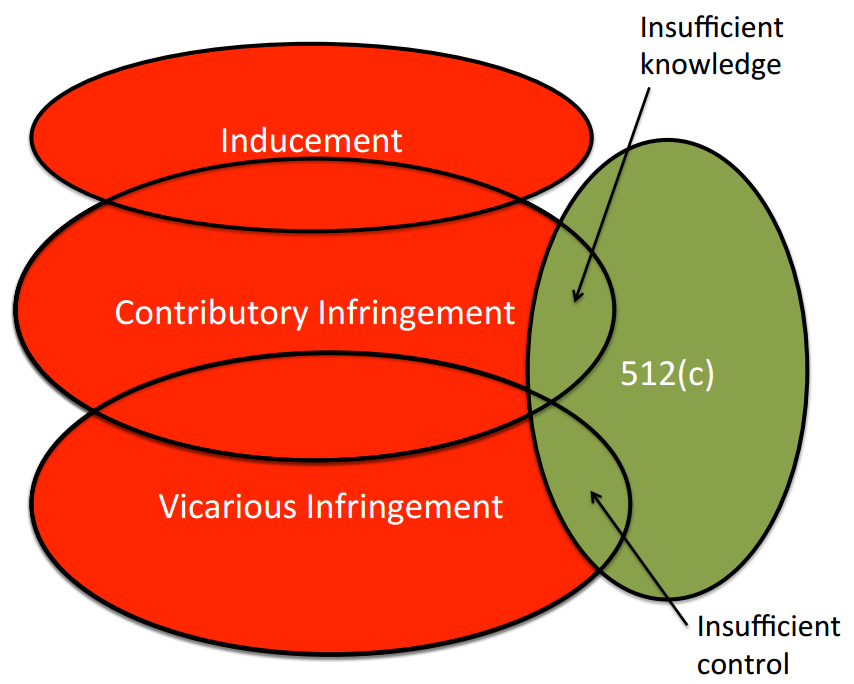 Insufficient
knowledge
Inducement
Contributory Infringement
512(c)
Vicarious Infringement
Insufficient
control